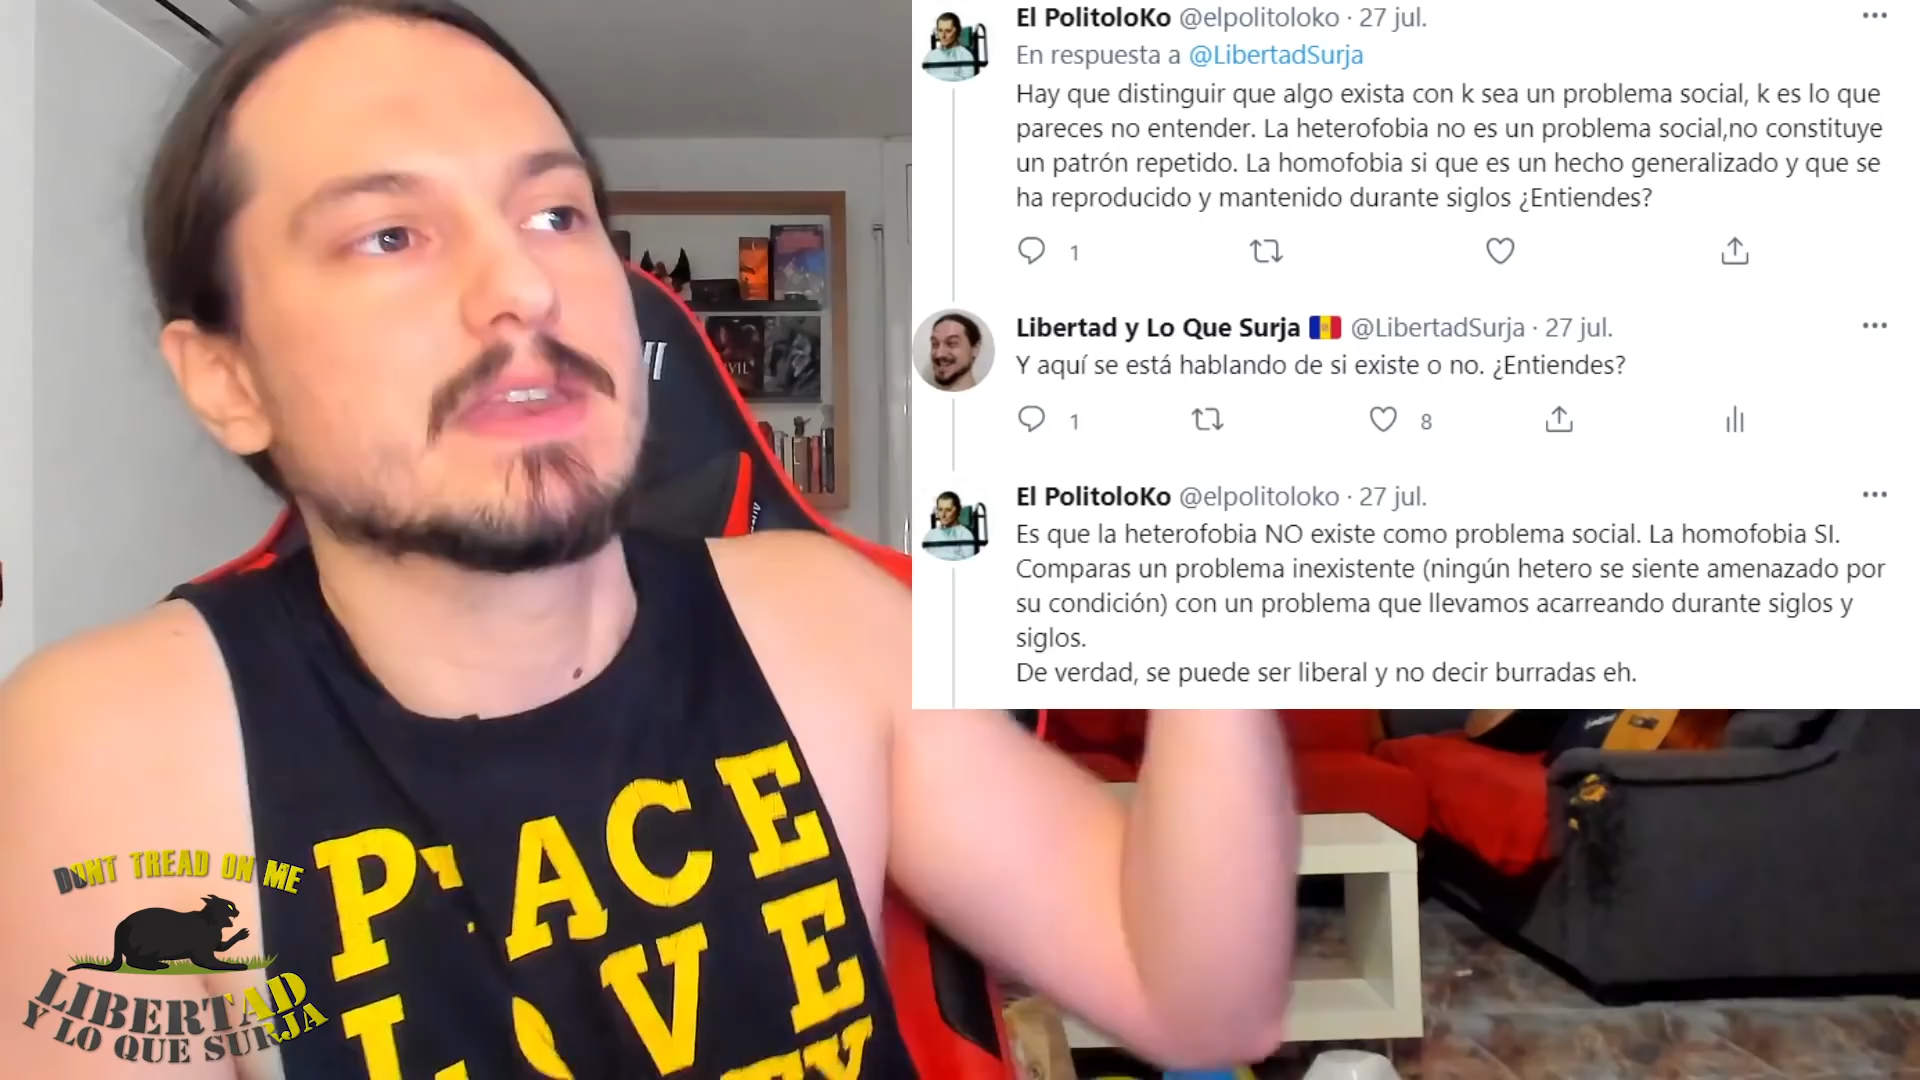 El PolitoloKo @elpolitoloko · 27 jul.
En respuesta a @LibertadSurja
Hay que distinguir que algo exista con k sea un problema social, k es lo que
pareces no entender. La heterofobia no es un problema social,no constituye
un patrón repetido. La homofobia si que es un hecho generalizado y que se
ha reproducido y mantenido durante siglos ¿Entiendes?
1
Libertad y Lo Que Surja @LibertadSurja · 27 jul.
Y aquí se está hablando de si existe o no. ¿Entiendes?
1 8
El PolitoloKo @elpolitoloko · 27 jul.
Es que la heterofobia NO existe como problema social. La homofobia SI.
Comparas un problema inexistente (ningún hetero se siente amenazado por
su condición) con un problema que llevamos acarreando durante siglos y
siglos.
De verdad, se puede ser liberal y no decir burradas eh.
PEACE
LOVE
DONT TREAD ON ME
LIBERTAD
Y LO QUE SURJA